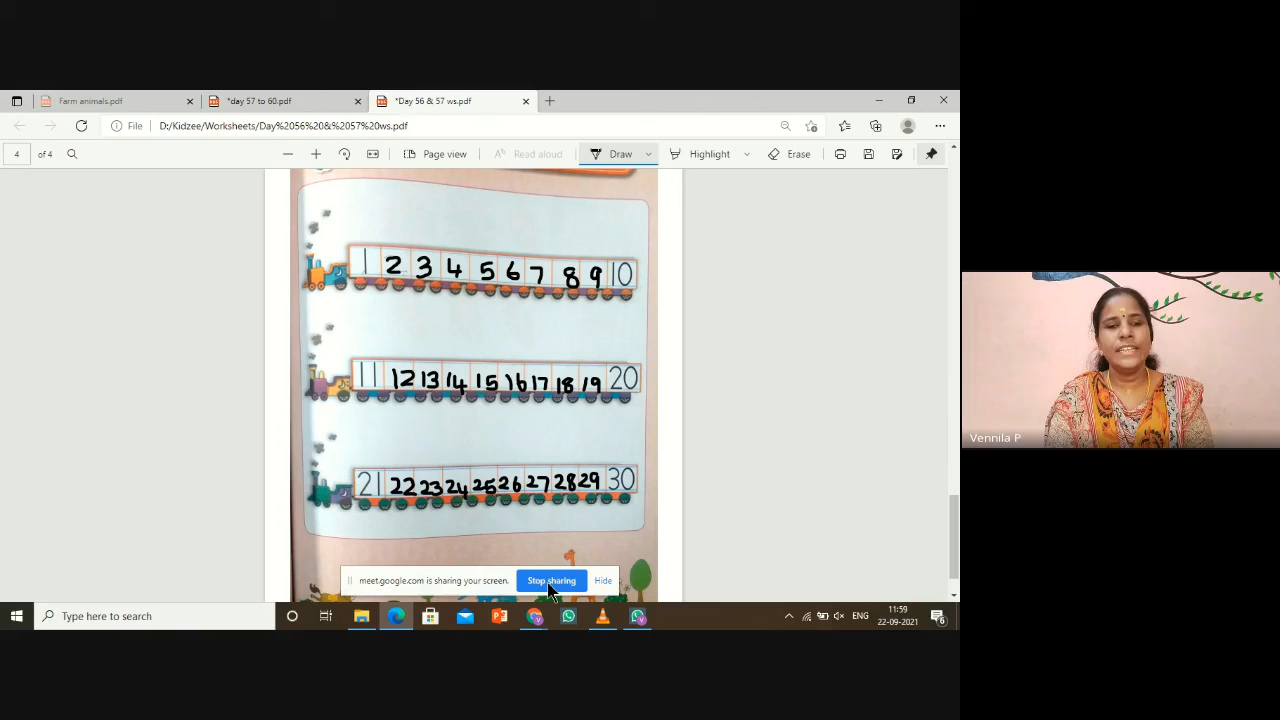 Farm animals.pdf
*day 57 to 60.pdf
*Day 56 & 57 ws.pdf
File
D:/Kidzee/Worksheets/Day%2056%20&%2057%20ws.pdf
4 of 4
Page view
Read aloud
Draw
Highlight
Erase
1 2 3 4 5 6 7 8 9 10
11 12 13 14 15 16 17 18 19 20
21 22 23 24 25 26 27 28 29 30
Vennila P
meet.google.com is sharing your screen.
Stop sharing
Hide
Type here to search
ENG
11:59
22-09-2021
6